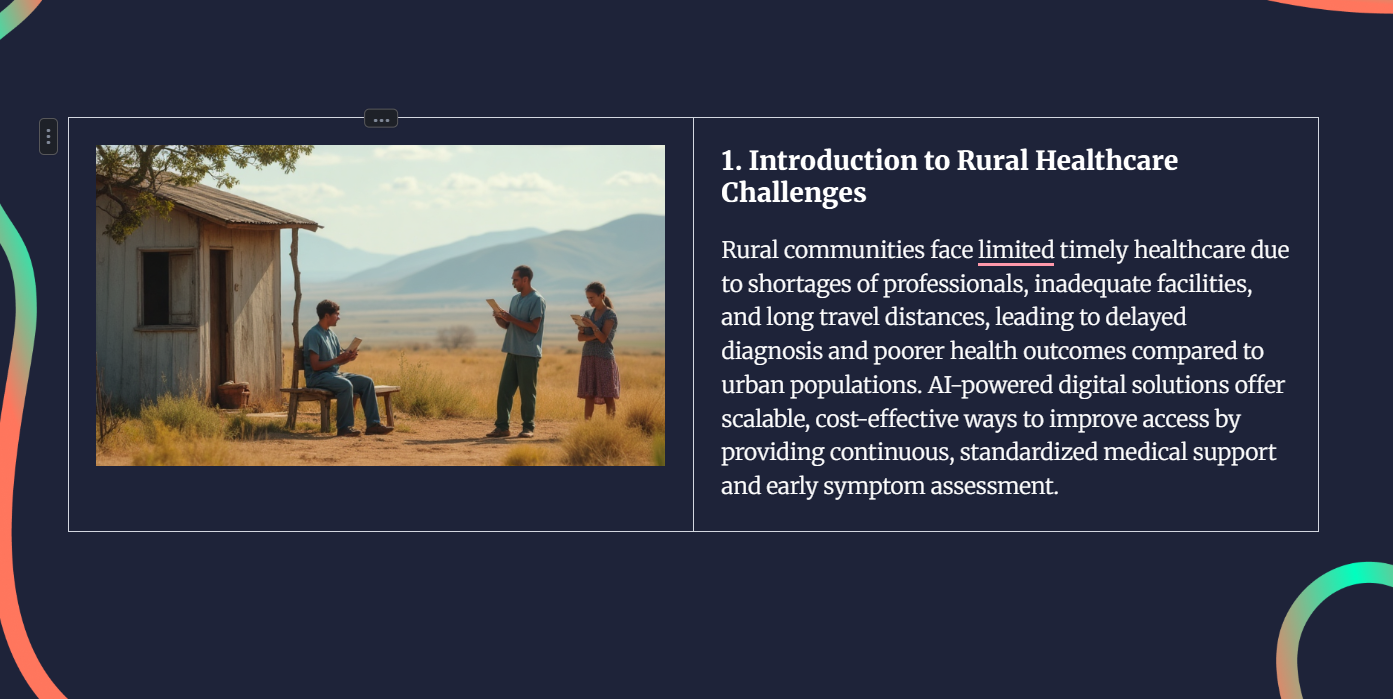 1. Introduction to Rural Healthcare
Challenges
Rural communities face limited timely healthcare due
to shortages of professionals, inadequate facilities,
and long travel distances, leading to delayed
diagnosis and poorer health outcomes compared to
urban populations. AI-powered digital solutions offer
scalable, cost-effective ways to improve access by
providing continuous, standardized medical support
and early symptom assessment.